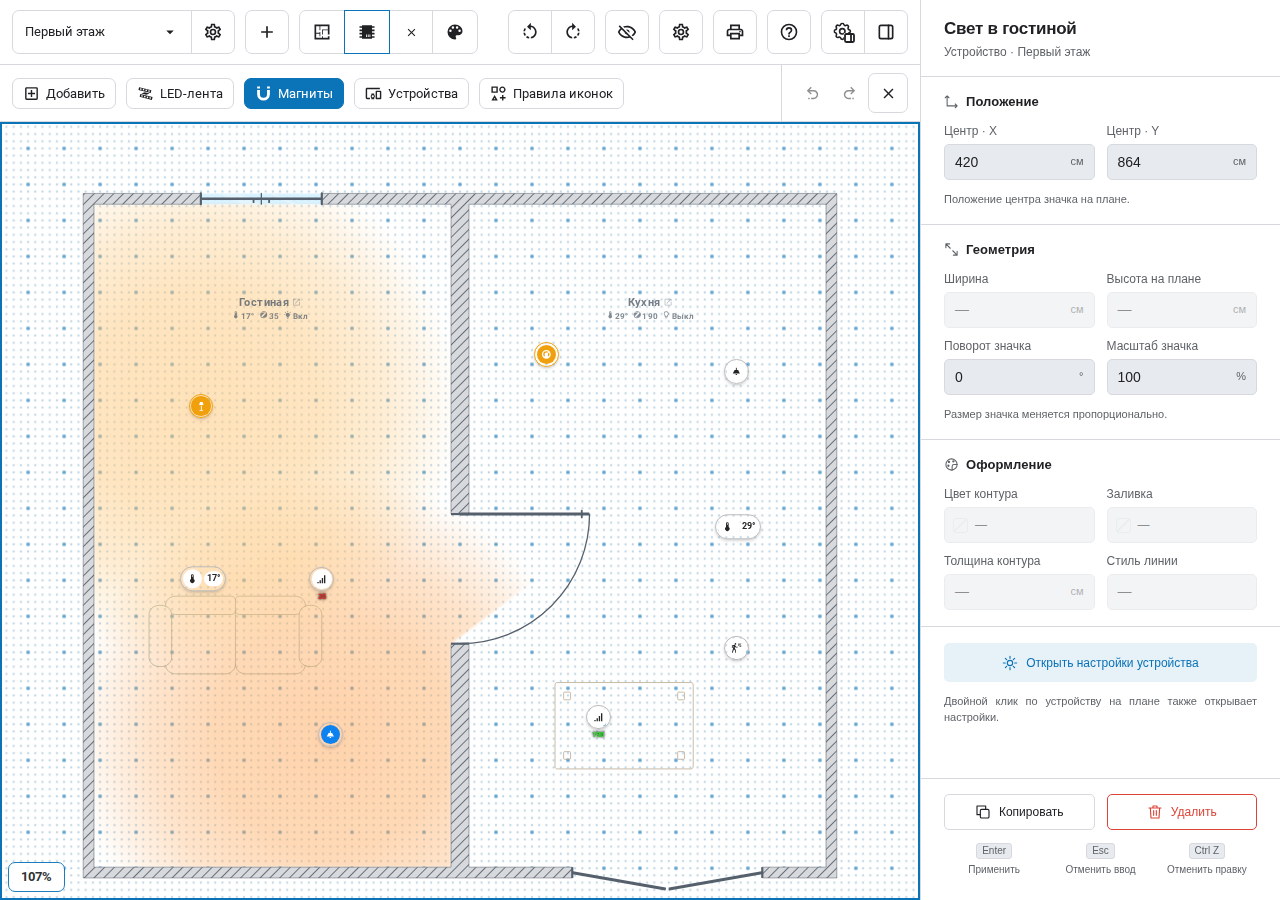 Первый этаж
Добавить
LED-лента
Магниты
Устройства
Правила иконок
Гостиная
17° 35 Вкл
Кухня
29° 190 Выкл
29°
17°
107%
Свет в гостиной
Устройство · Первый этаж
Положение
Центр · X
Центр · Y
420 см
864 см
Положение центра значка на плане.
Геометрия
Ширина
Высота на плане
— см
— см
Поворот значка
Масштаб значка
0 °
100 %
Размер значка меняется пропорционально.
Оформление
Цвет контура
Заливка
—
—
Толщина контура
Стиль линии
— см
—
Открыть настройки устройства
Двойной клик по устройству на плане также открывает
настройки.
Копировать
Удалить
Enter
Esc
Ctrl Z
Применить
Отменить ввод
Отменить правку